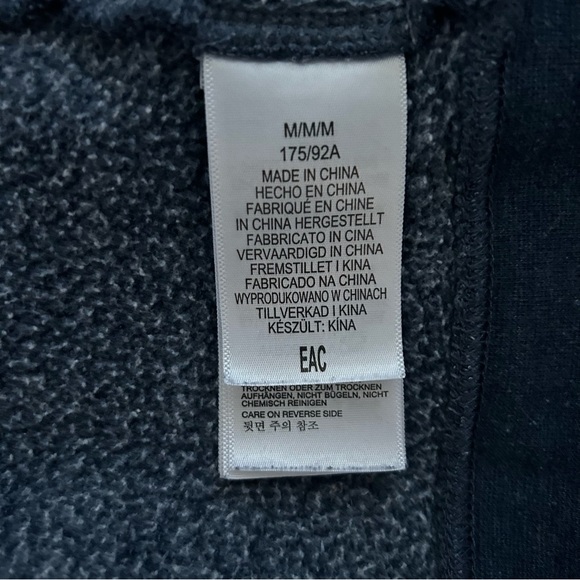 M/M/M
175/92A
MADE IN CHINA
HECHO EN CHINA
FABRIQUÉ EN CHINE
IN CHINA HERGESTELLT
FABBRICATO IN CINA
VERVAARDIGD IN CHINA
FREMSTILLET I KINA
FABRICADO NA CHINA
WYPRODUKOWANO W CHINACH
TILLVERKAD I KINA
KÉSZÜLT: KÍNA
EAC
TROCKNEN ODER ZUM TROCKNEN
AUFHÄNGEN, NICHT BÜGELN, NICHT
CHEMISCH REINIGEN
CARE ON REVERSE SIDE
뒷면 주의 참조